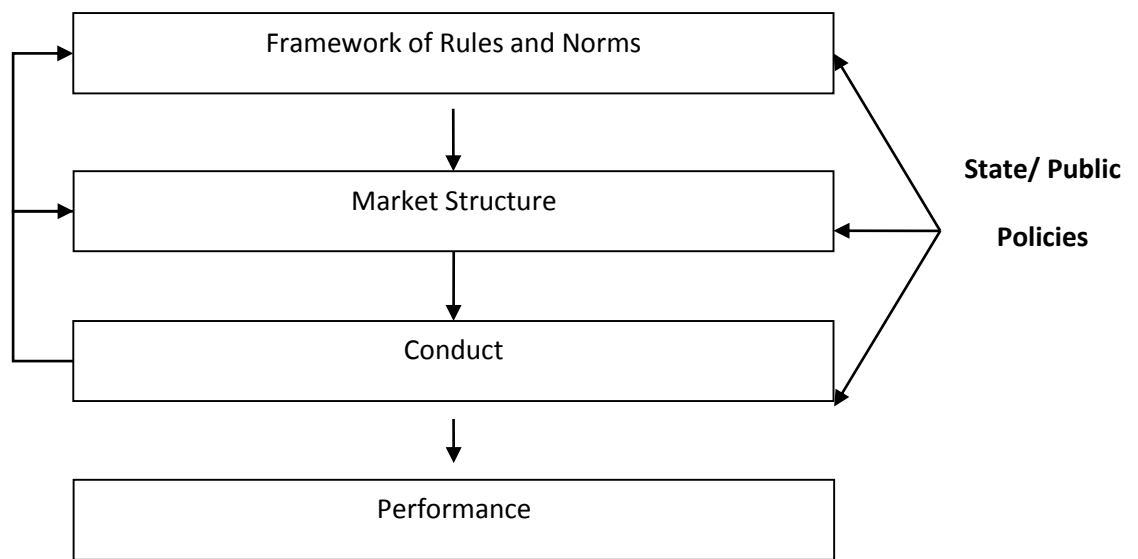 Framework of Rules and Norms
Market Structure
State/ Public
Policies
Conduct
Performance